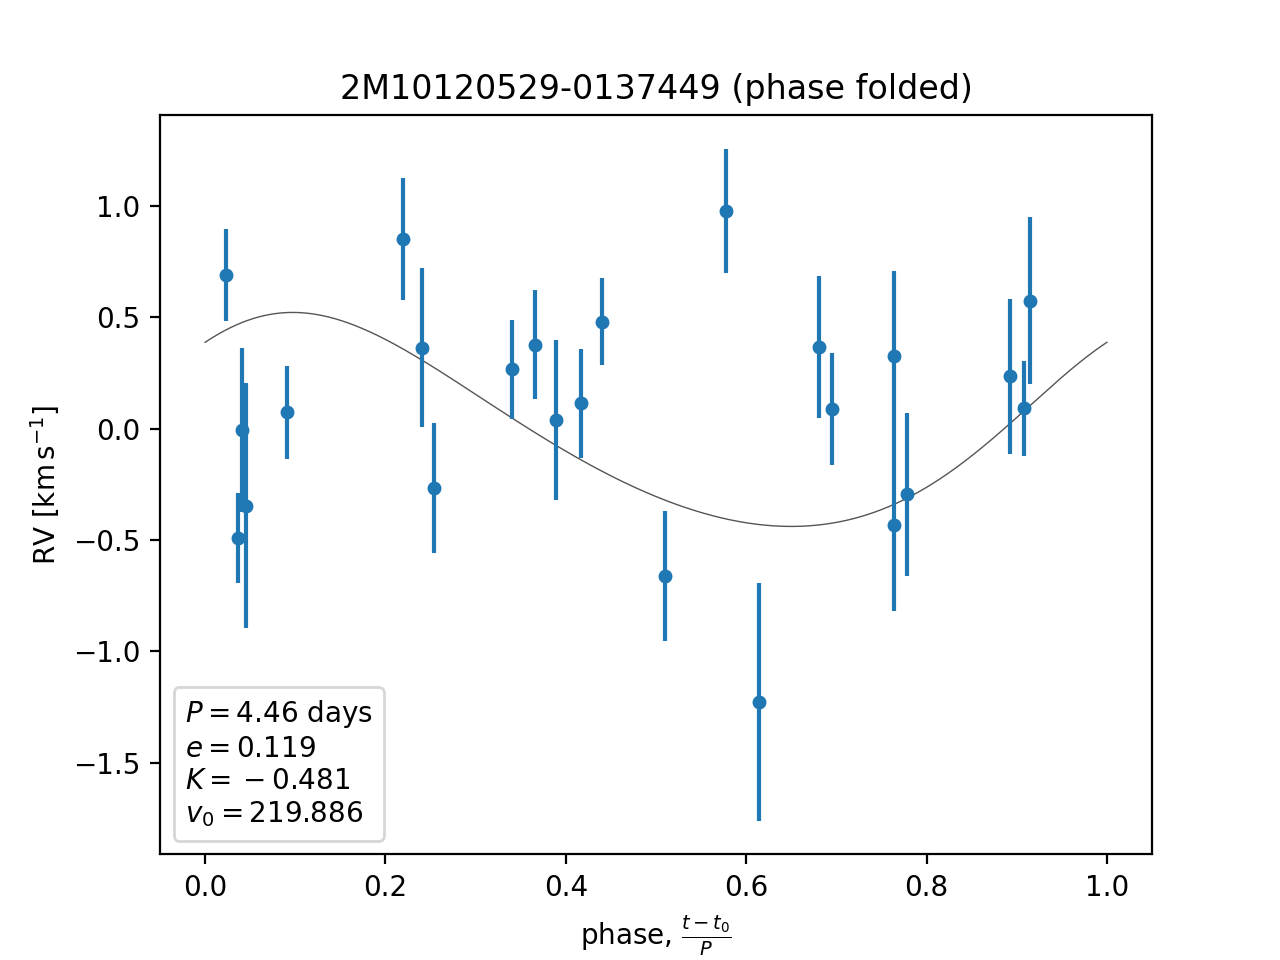 2M10120529-0137449 (phase folded)
RV [km s⁻¹]
1.0
0.5
0.0
−0.5
−1.0
−1.5
P = 4.46 days
e = 0.119
K = −0.481
v₀ = 219.886
0.0 0.2 0.4 0.6 0.8 1.0
phase, (t − t₀)/P